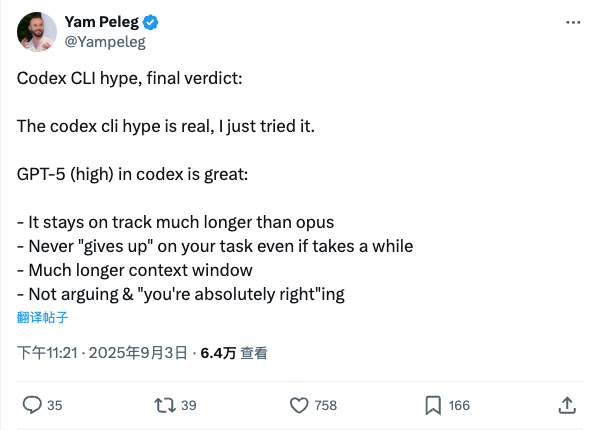 Yam Peleg
@Yampeleg
Codex CLI hype, final verdict:
The codex cli hype is real, I just tried it.
GPT-5 (high) in codex is great:
- It stays on track much longer than opus
- Never "gives up" on your task even if takes a while
- Much longer context window
- Not arguing & "you're absolutely right"ing
翻译帖子
下午11:21 · 2025年9月3日 · 6.4万 查看
35 39 758 166